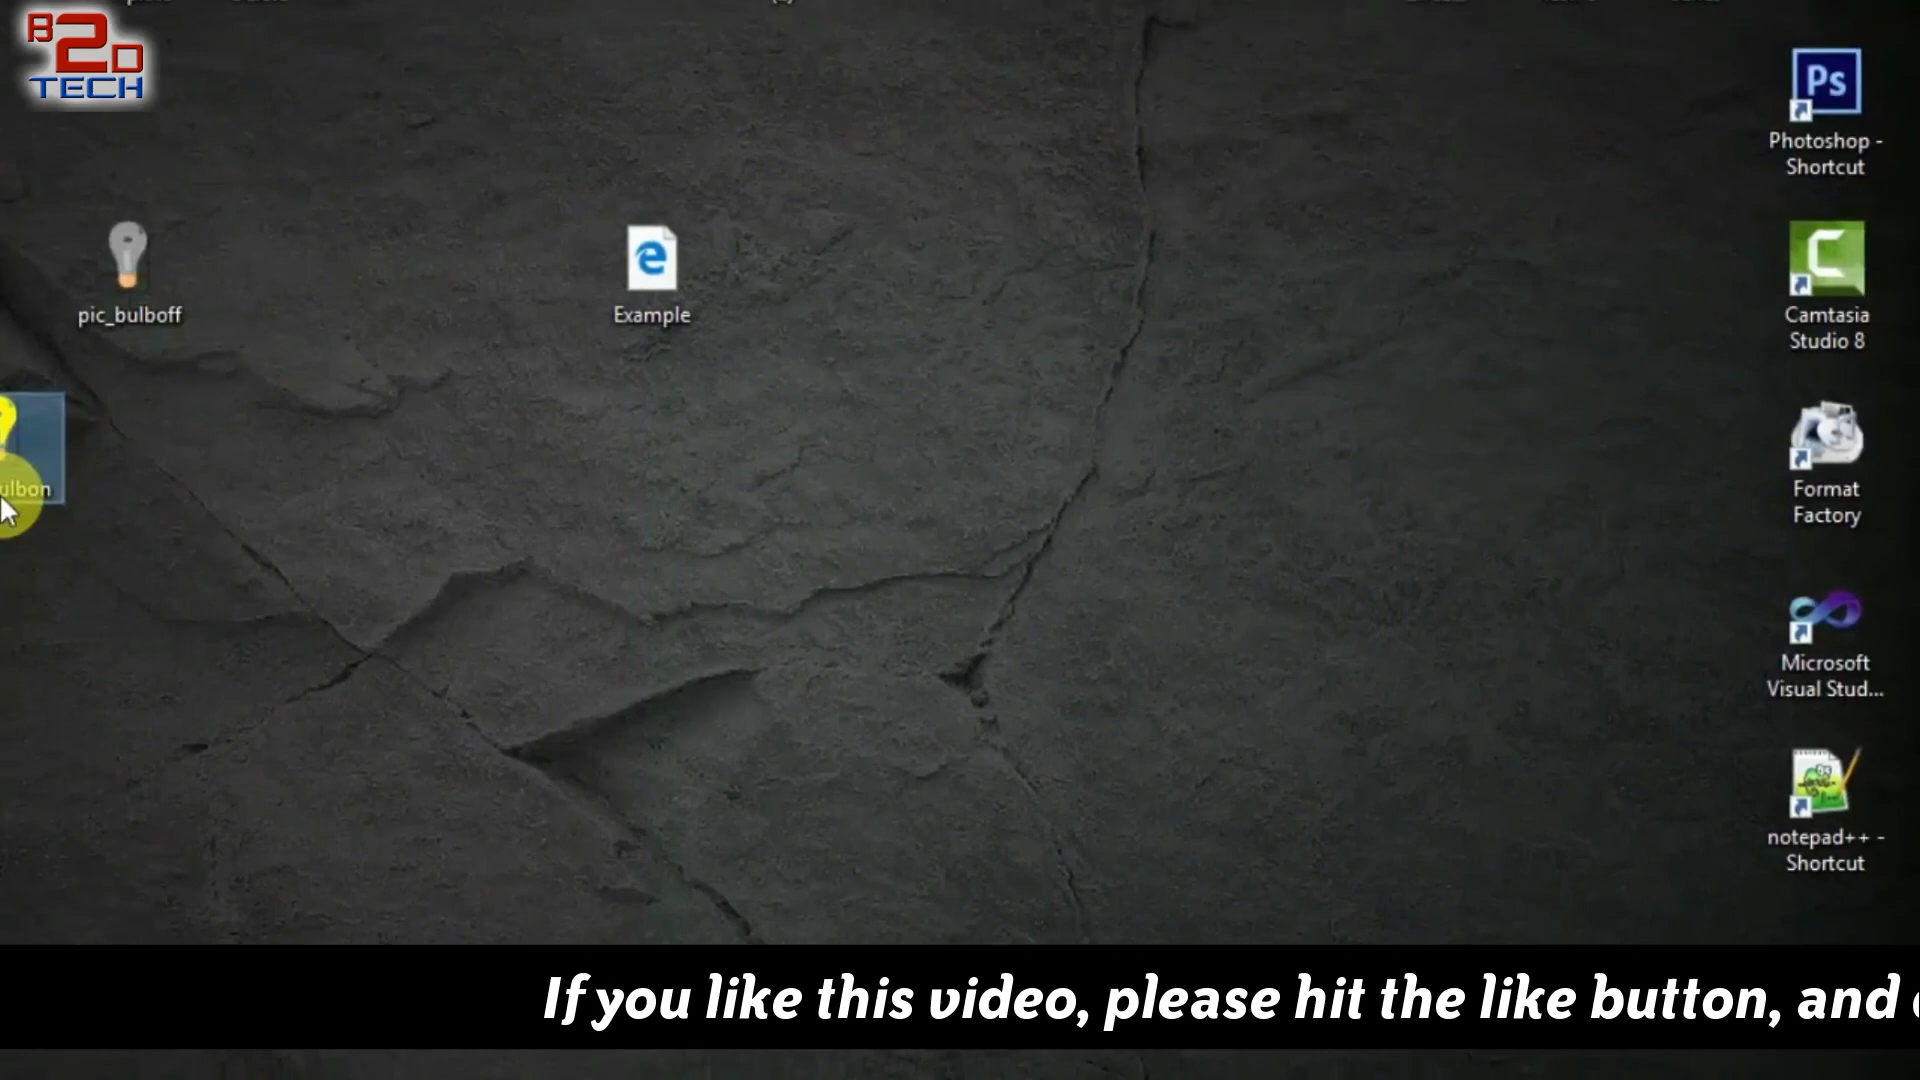 B2D
TECH
Ps
Photoshop -
Shortcut
pic_bulboff
Example
Camtasia
Studio 8
ulbon
Format
Factory
Microsoft
Visual Stud...
notepad++ -
Shortcut
If you like this video, please hit the like button, and